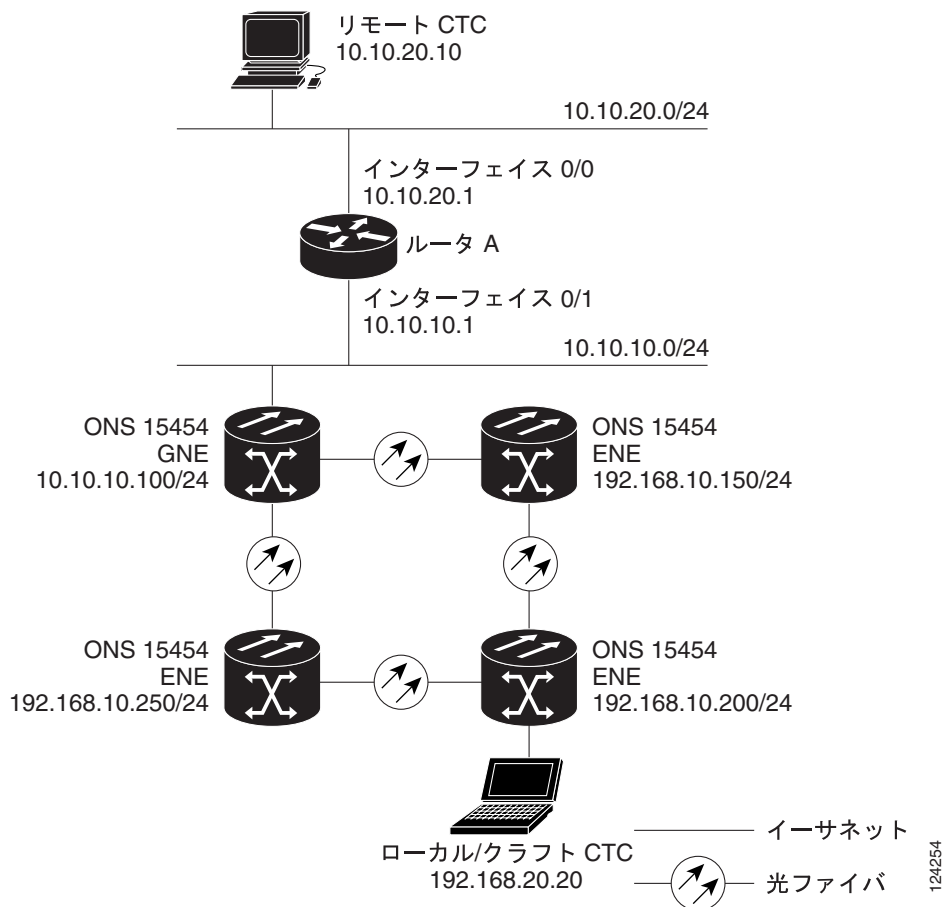 リモート CTC
10.10.20.10
10.10.20.0/24
インターフェイス 0/0
10.10.20.1
ルータ A
インターフェイス 0/1
10.10.10.1
10.10.10.0/24
ONS 15454
GNE
10.10.10.100/24
ONS 15454
ENE
192.168.10.150/24
ONS 15454
ENE
192.168.10.250/24
ONS 15454
ENE
192.168.10.200/24
ローカル/クラフト CTC
192.168.20.20
イーサネット
光ファイバ
124254